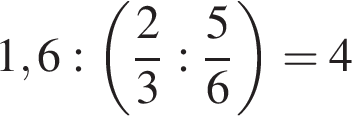 1,6 : (2/3 : 5/6) = 4